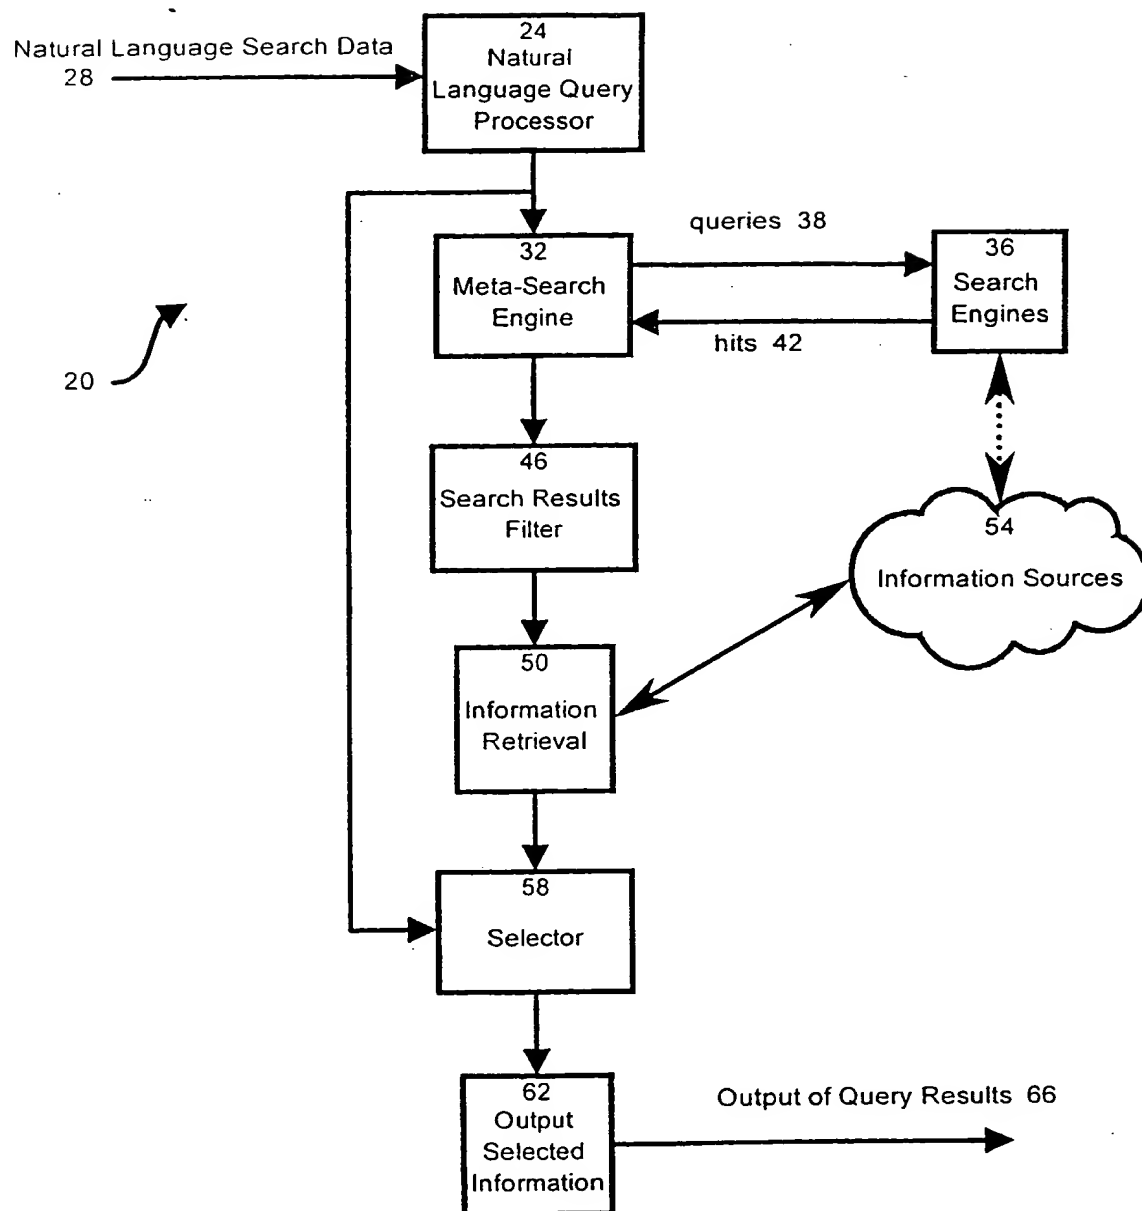 24
Natural
Language Query
Processor
Natural Language Search Data
28
queries 38
32
Meta-Search
Engine
36
Search
Engines
hits 42
20
46
Search Results
Filter
54
Information Sources
50
Information
Retrieval
58
Selector
62
Output
Selected
Information
Output of Query Results 66